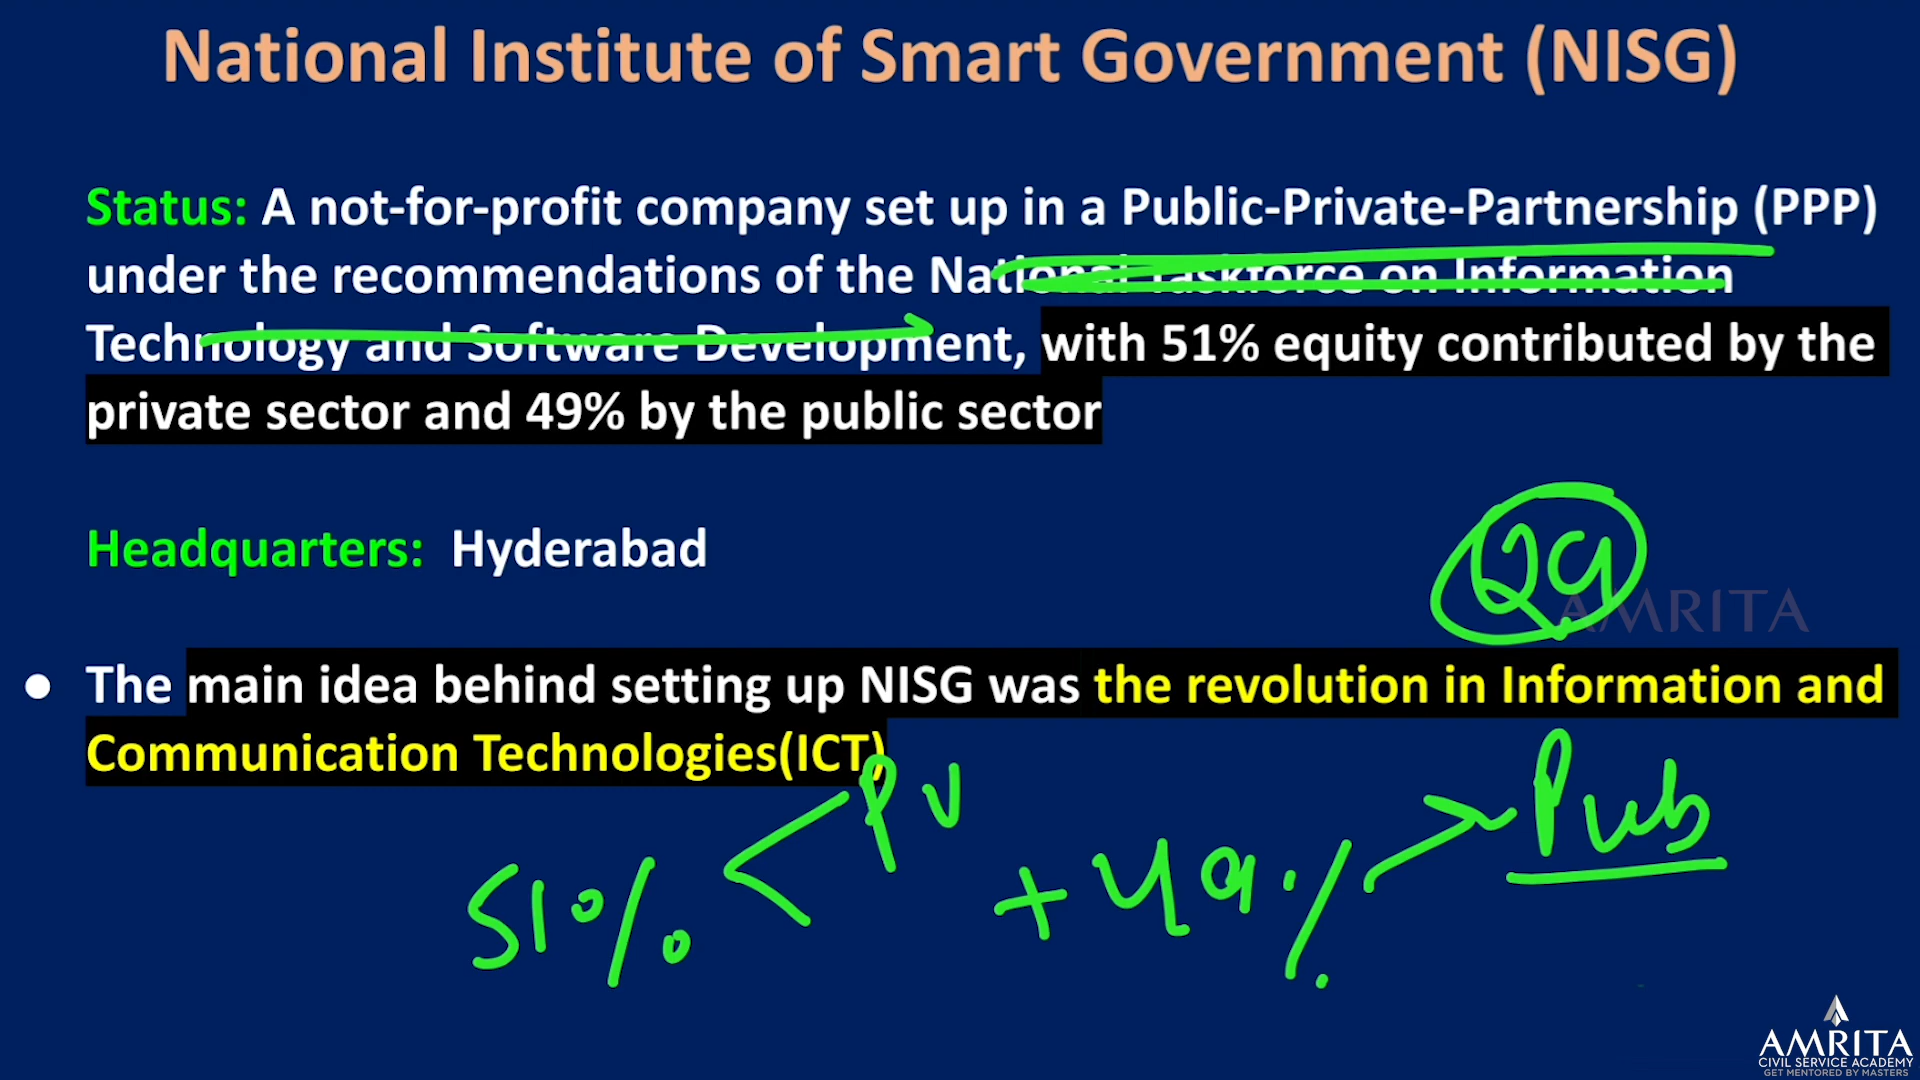 National Institute of Smart Government (NISG)
Status: A not-for-profit company set up in a Public-Private-Partnership (PPP)
under the recommendations of the National Taskforce on Information
Technology and Software Development, with 51% equity contributed by the
private sector and 49% by the public sector
Headquarters: Hyderabad
AMRITA
● The main idea behind setting up NISG was the revolution in Information and
Communication Technologies(ICT)
51% < Pv + 49% Pub
AMRITA
CIVIL SERVICE ACADEMY
GET MENTORED BY MASTERS